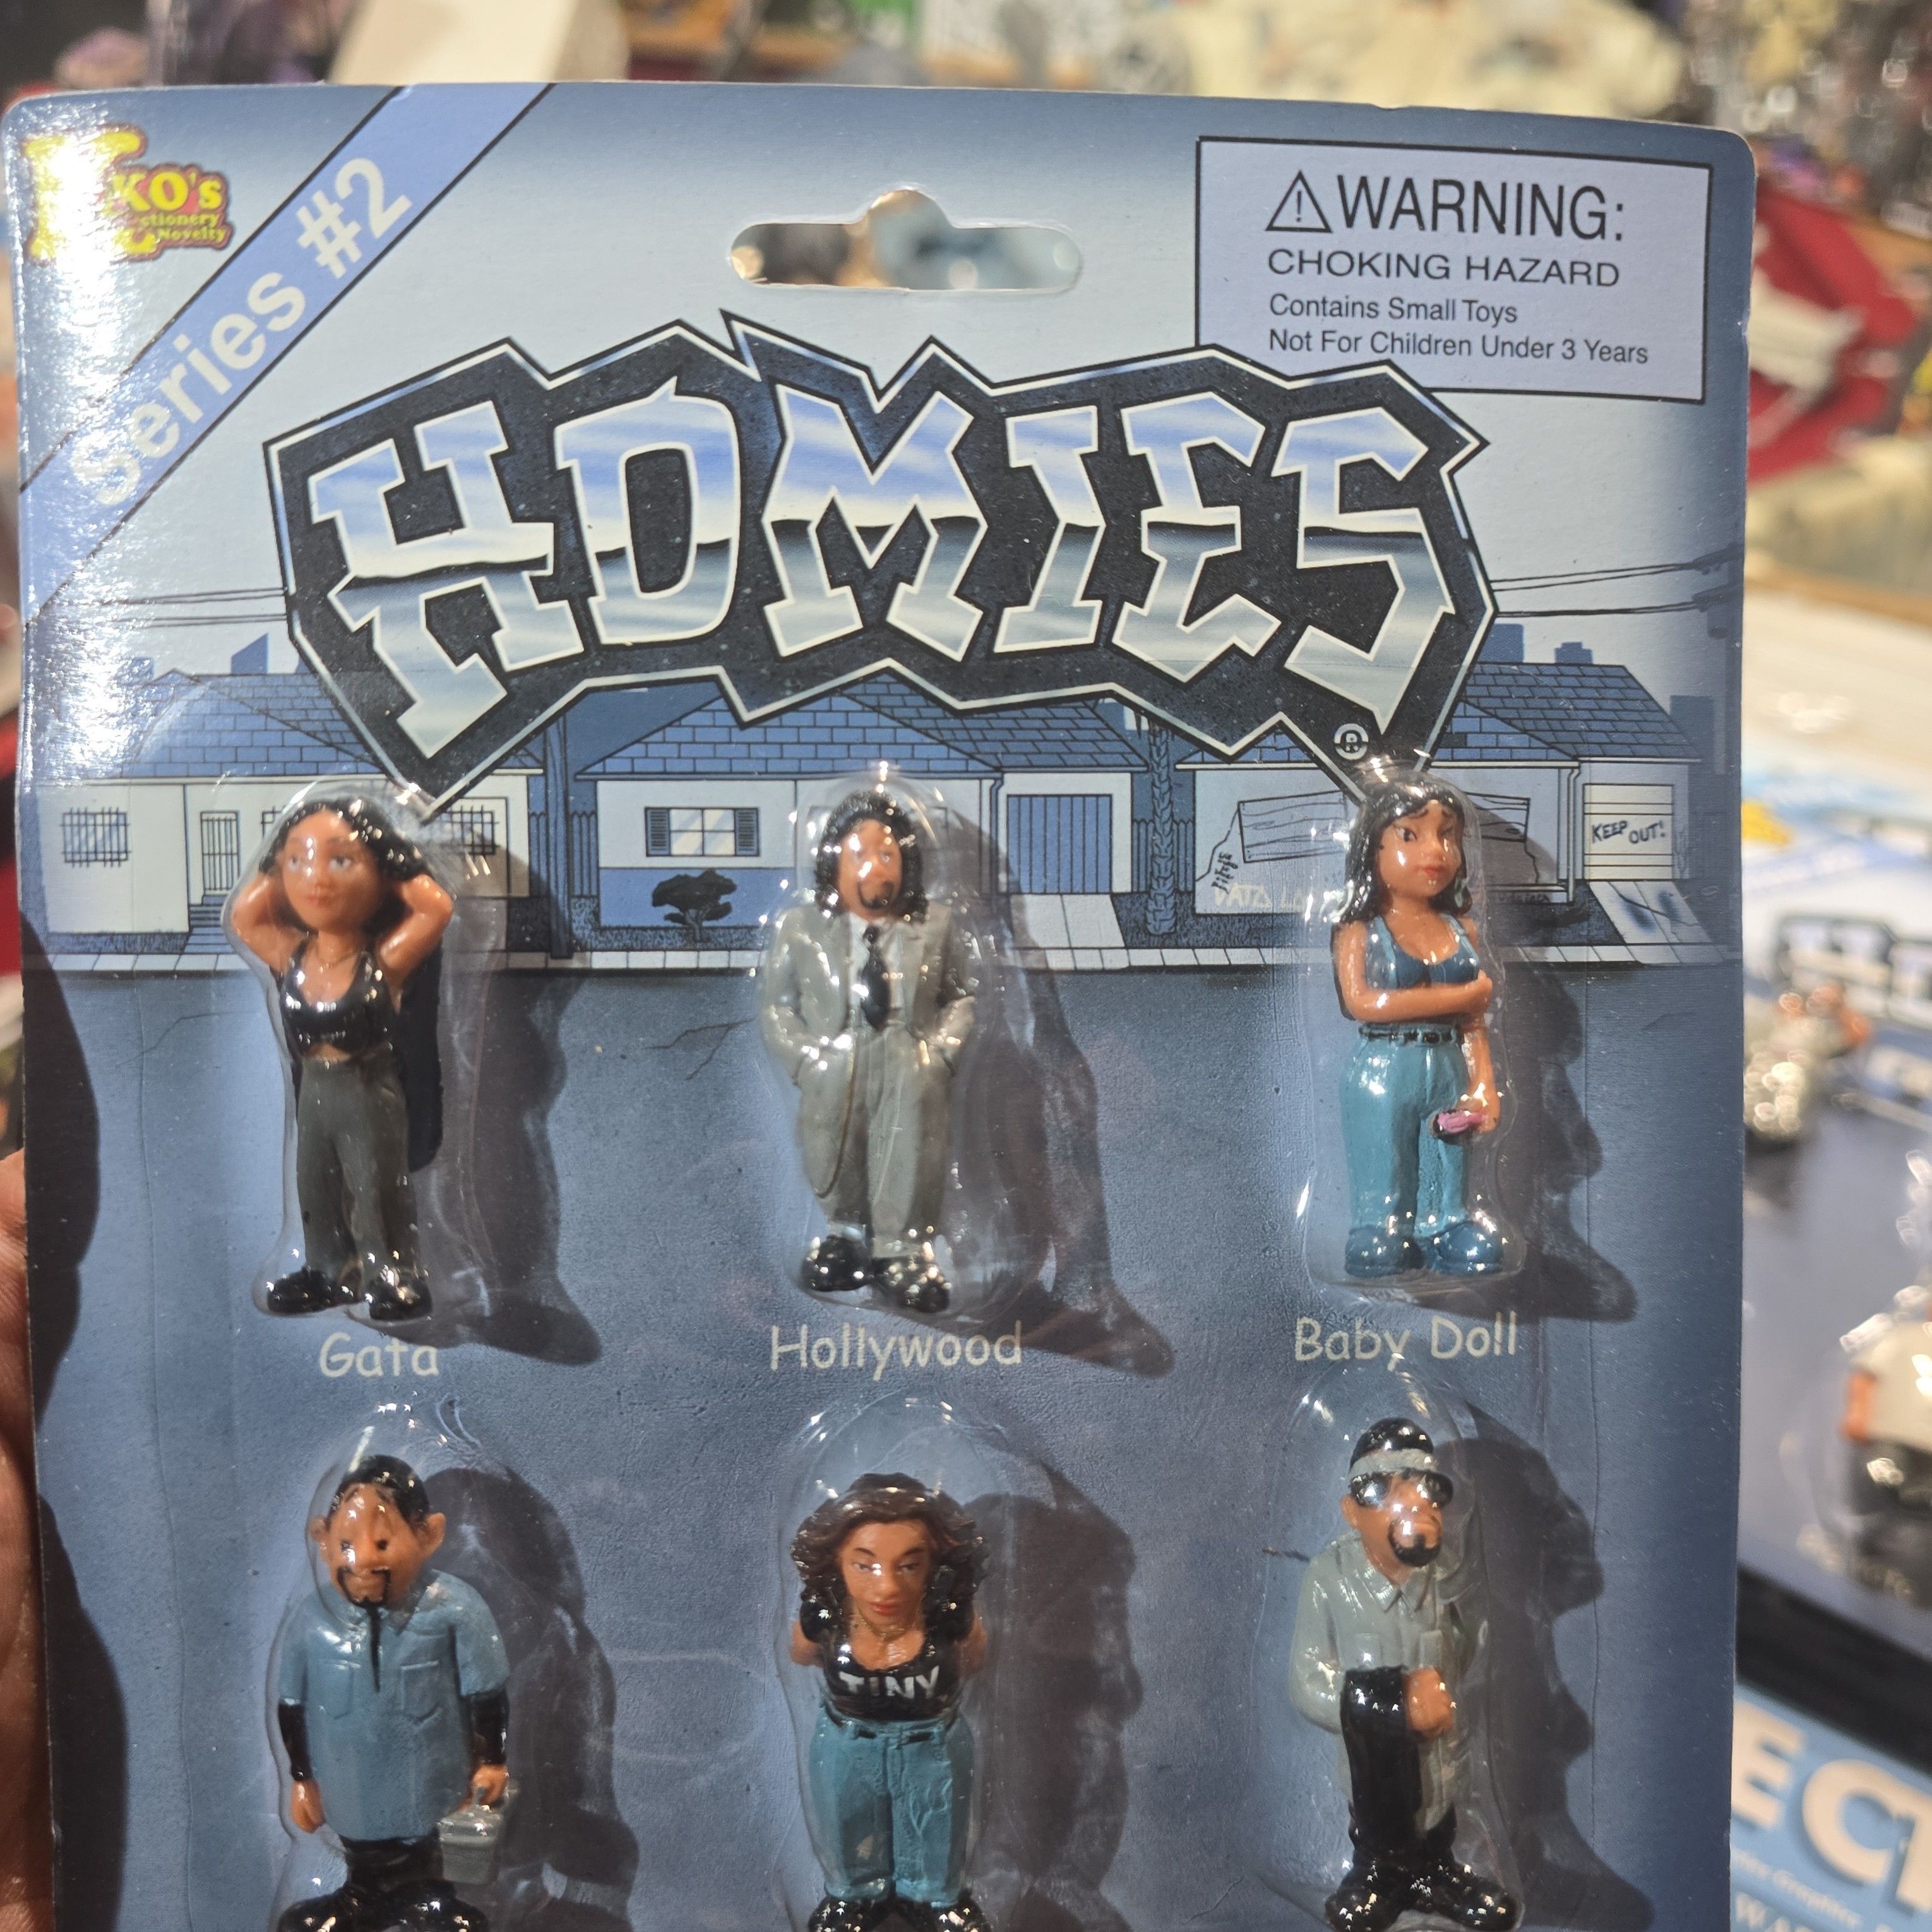 KO's
Novelty
series #2
⚠WARNING:
CHOKING HAZARD
Contains Small Toys
Not For Children Under 3 Years
HOMIES
®
KEEP OUT!
Gata
Hollywood
Baby Doll
TINY